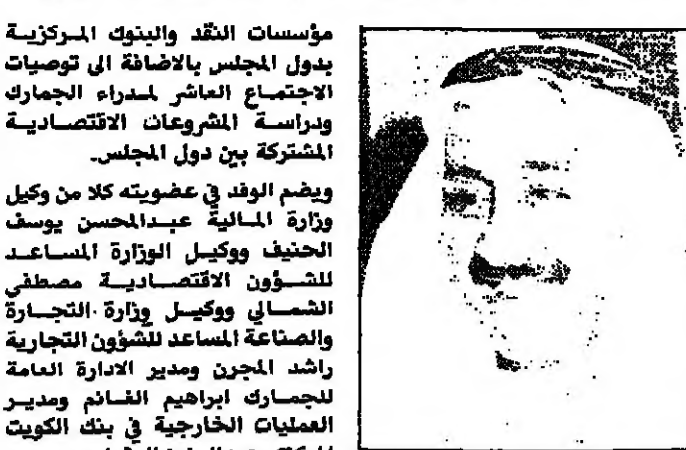 مؤسسات النقد والبنوك المركزية
بدول المجلس بالاضافة الى توصيات
الاجتماع العاشر لمدراء الجمارك
ودراسة المشروعات الاقتصادية
المشتركة بين دول المجلس.
ويضم الوفد في عضويته كلا من وكيل
وزارة المالية عبدالمحسن يوسف
الحنيف ووكيل الوزارة المساعد
للشؤون الاقتصادية مصطفى
الشمالي ووكيل وزارة التجارة
والصناعة المساعد للشؤون التجارية
راشد المجرن ومدير الادارة العامة
للجمارك ابراهيم الغانم ومدير
العمليات الخارجية في بنك الكويت